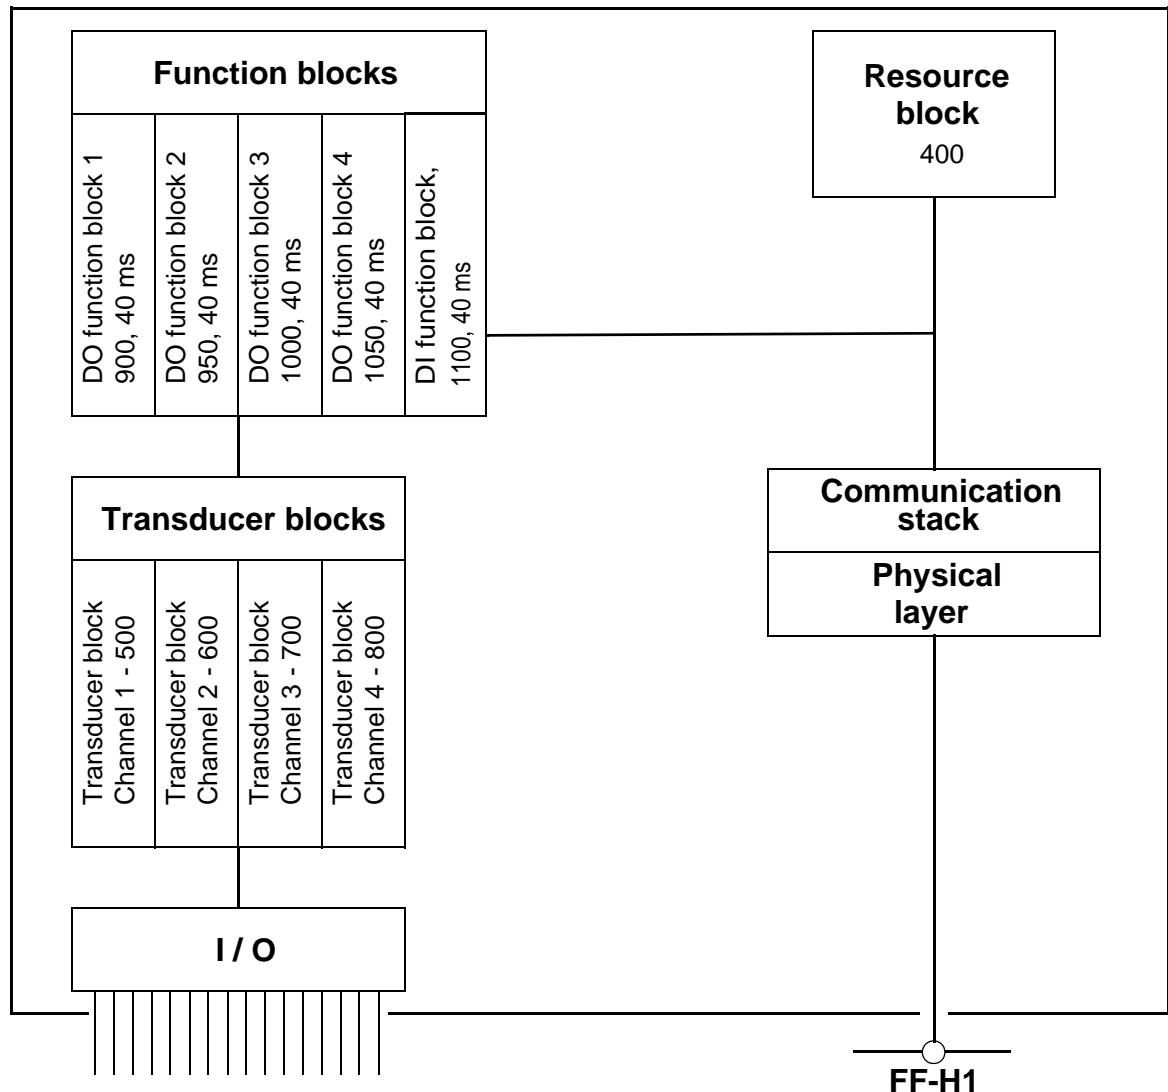 Function blocks
DO function block 1
900, 40 ms
DO function block 2
950, 40 ms
DO function block 3
1000, 40 ms
DO function block 4
1050, 40 ms
DI function block,
1100, 40 ms
Resource
block
400
Transducer blocks
Transducer block
Channel 1 - 500
Transducer block
Channel 2 - 600
Transducer block
Channel 3 - 700
Transducer block
Channel 4 - 800
Communication
stack
Physical
layer
I / O
FF-H1